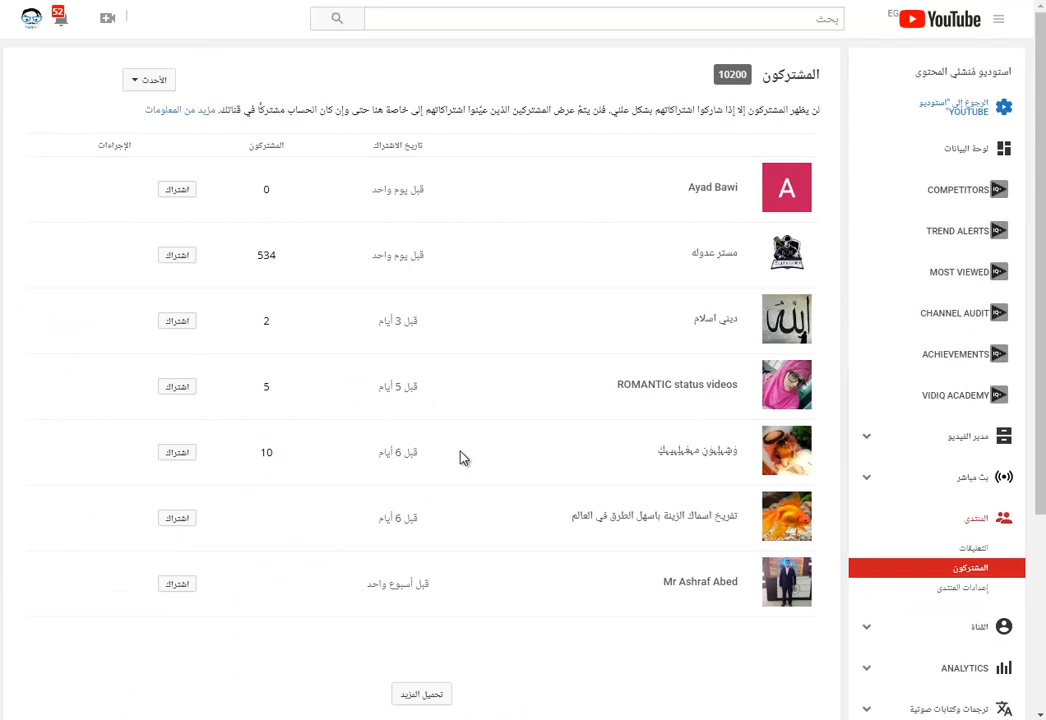 52
بحث
YouTube EG
المشتركون 10200
الأحدث
لن يظهر المشتركون إلا إذا شاركوا اشتراكاتهم بشكل علني. فلن يتمّ عرض المشتركين الذين عيّنوا اشتراكاتهم إلى خاصة هنا حتى وإن كان الحساب مشتركًا في قناتك. مزيد من المعلومات
تاريخ الاشتراك المشتركون الإجراءات
Ayad Bawi قبل يوم واحد 0 اشتراك
مستر عدوله قبل يوم واحد 534 اشتراك
ديني اسلام قبل 3 أيام 2 اشتراك
ROMANTIC status videos قبل 5 أيام 5 اشتراك
قبل 6 أيام 10 اشتراك
تفريخ اسماك الزينة باسهل الطرق في العالم قبل 6 أيام اشتراك
Mr Ashraf Abed قبل أسبوع واحد اشتراك
تحميل المزيد
استوديو مُنشئي المحتوى
الرجوع إلى "استوديو
YOUTUBE"
لوحة البيانات
COMPETITORS
TREND ALERTS
MOST VIEWED
CHANNEL AUDIT
ACHIEVEMENTS
VIDIQ ACADEMY
مدير الفيديو
بث مباشر
المنتدى
التعليقات
المشتركون
إعدادات المنتدى
القناة
ANALYTICS
ترجمات وكتابات صوتية